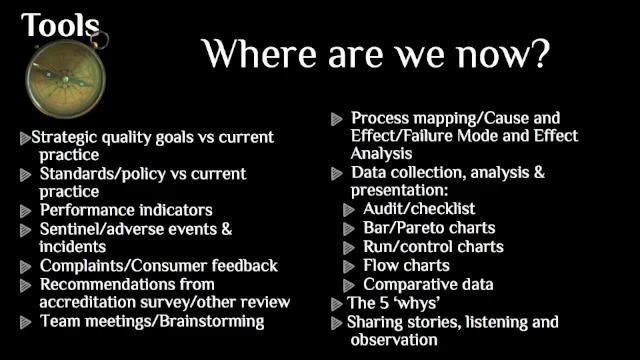 Tools
Where are we now?
Strategic quality goals vs current
practice
Standards/policy vs current
practice
Performance indicators
Sentinel/adverse events &
incidents
Complaints/Consumer feedback
Recommendations from
accreditation survey/other review
Team meetings/Brainstorming
Process mapping/Cause and
Effect/Failure Mode and Effect
Analysis
Data collection, analysis &
presentation:
Audit/checklist
Bar/Pareto charts
Run/control charts
Flow charts
Comparative data
The 5 ‘whys’
Sharing stories, listening and
observation